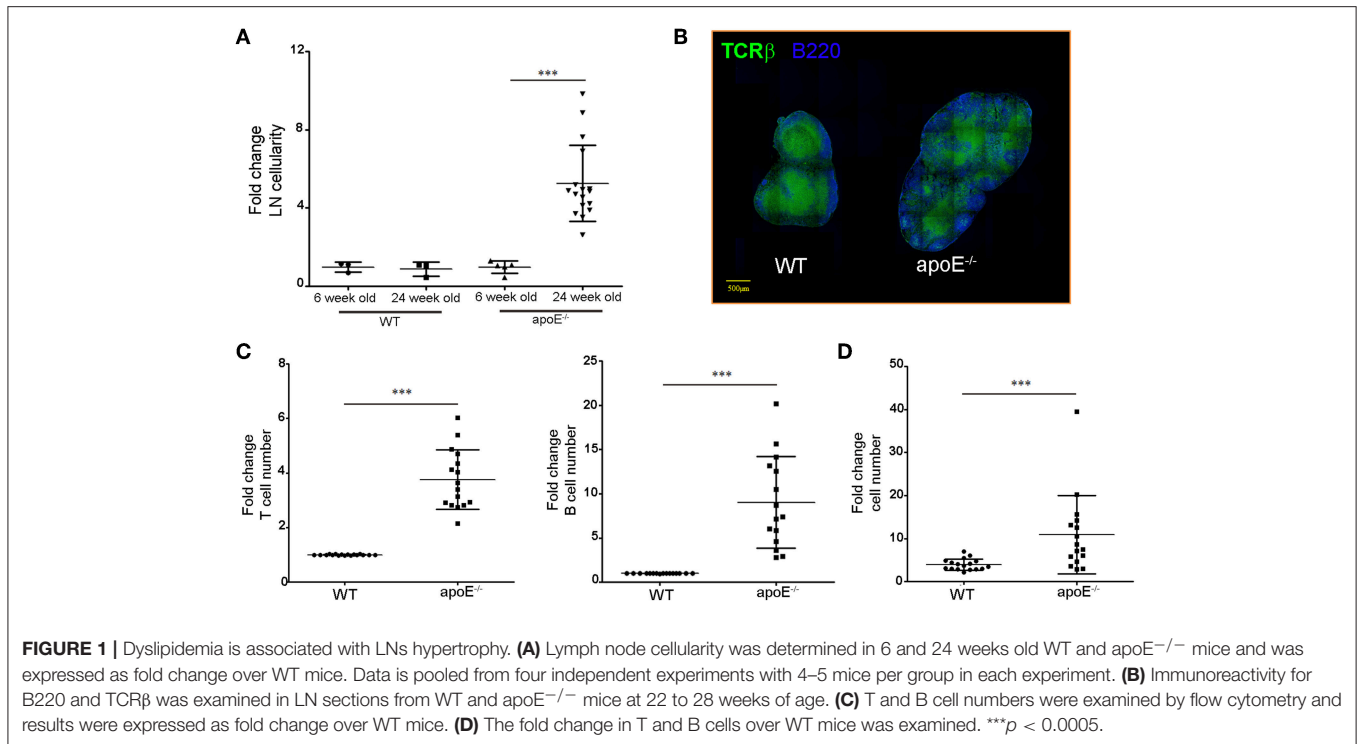 A
12
8
4
0
Fold change
LN cellularity
***
6 week old
24 week old
6 week old
24 week old
WT
apoE-/-
B
TCRβ B220
WT
apoE-/-
500µm
C
8
6
4
2
0
Fold change
T cell number
***
WT
apoE-/-
25
20
15
10
5
0
Fold change
B cell number
***
WT
apoE-/-
D
50
40
30
20
10
0
Fold change
cell number
***
WT
apoE-/-
FIGURE 1 | Dyslipidemia is associated with LNs hypertrophy. (A) Lymph node cellularity was determined in 6 and 24 weeks old WT and apoE−/− mice and was
expressed as fold change over WT mice. Data is pooled from four independent experiments with 4–5 mice per group in each experiment. (B) Immunoreactivity for
B220 and TCRβ was examined in LN sections from WT and apoE−/− mice at 22 to 28 weeks of age. (C) T and B cell numbers were examined by flow cytometry and
results were expressed as fold change over WT mice. (D) The fold change in T and B cells over WT mice was examined. ***p < 0.0005.